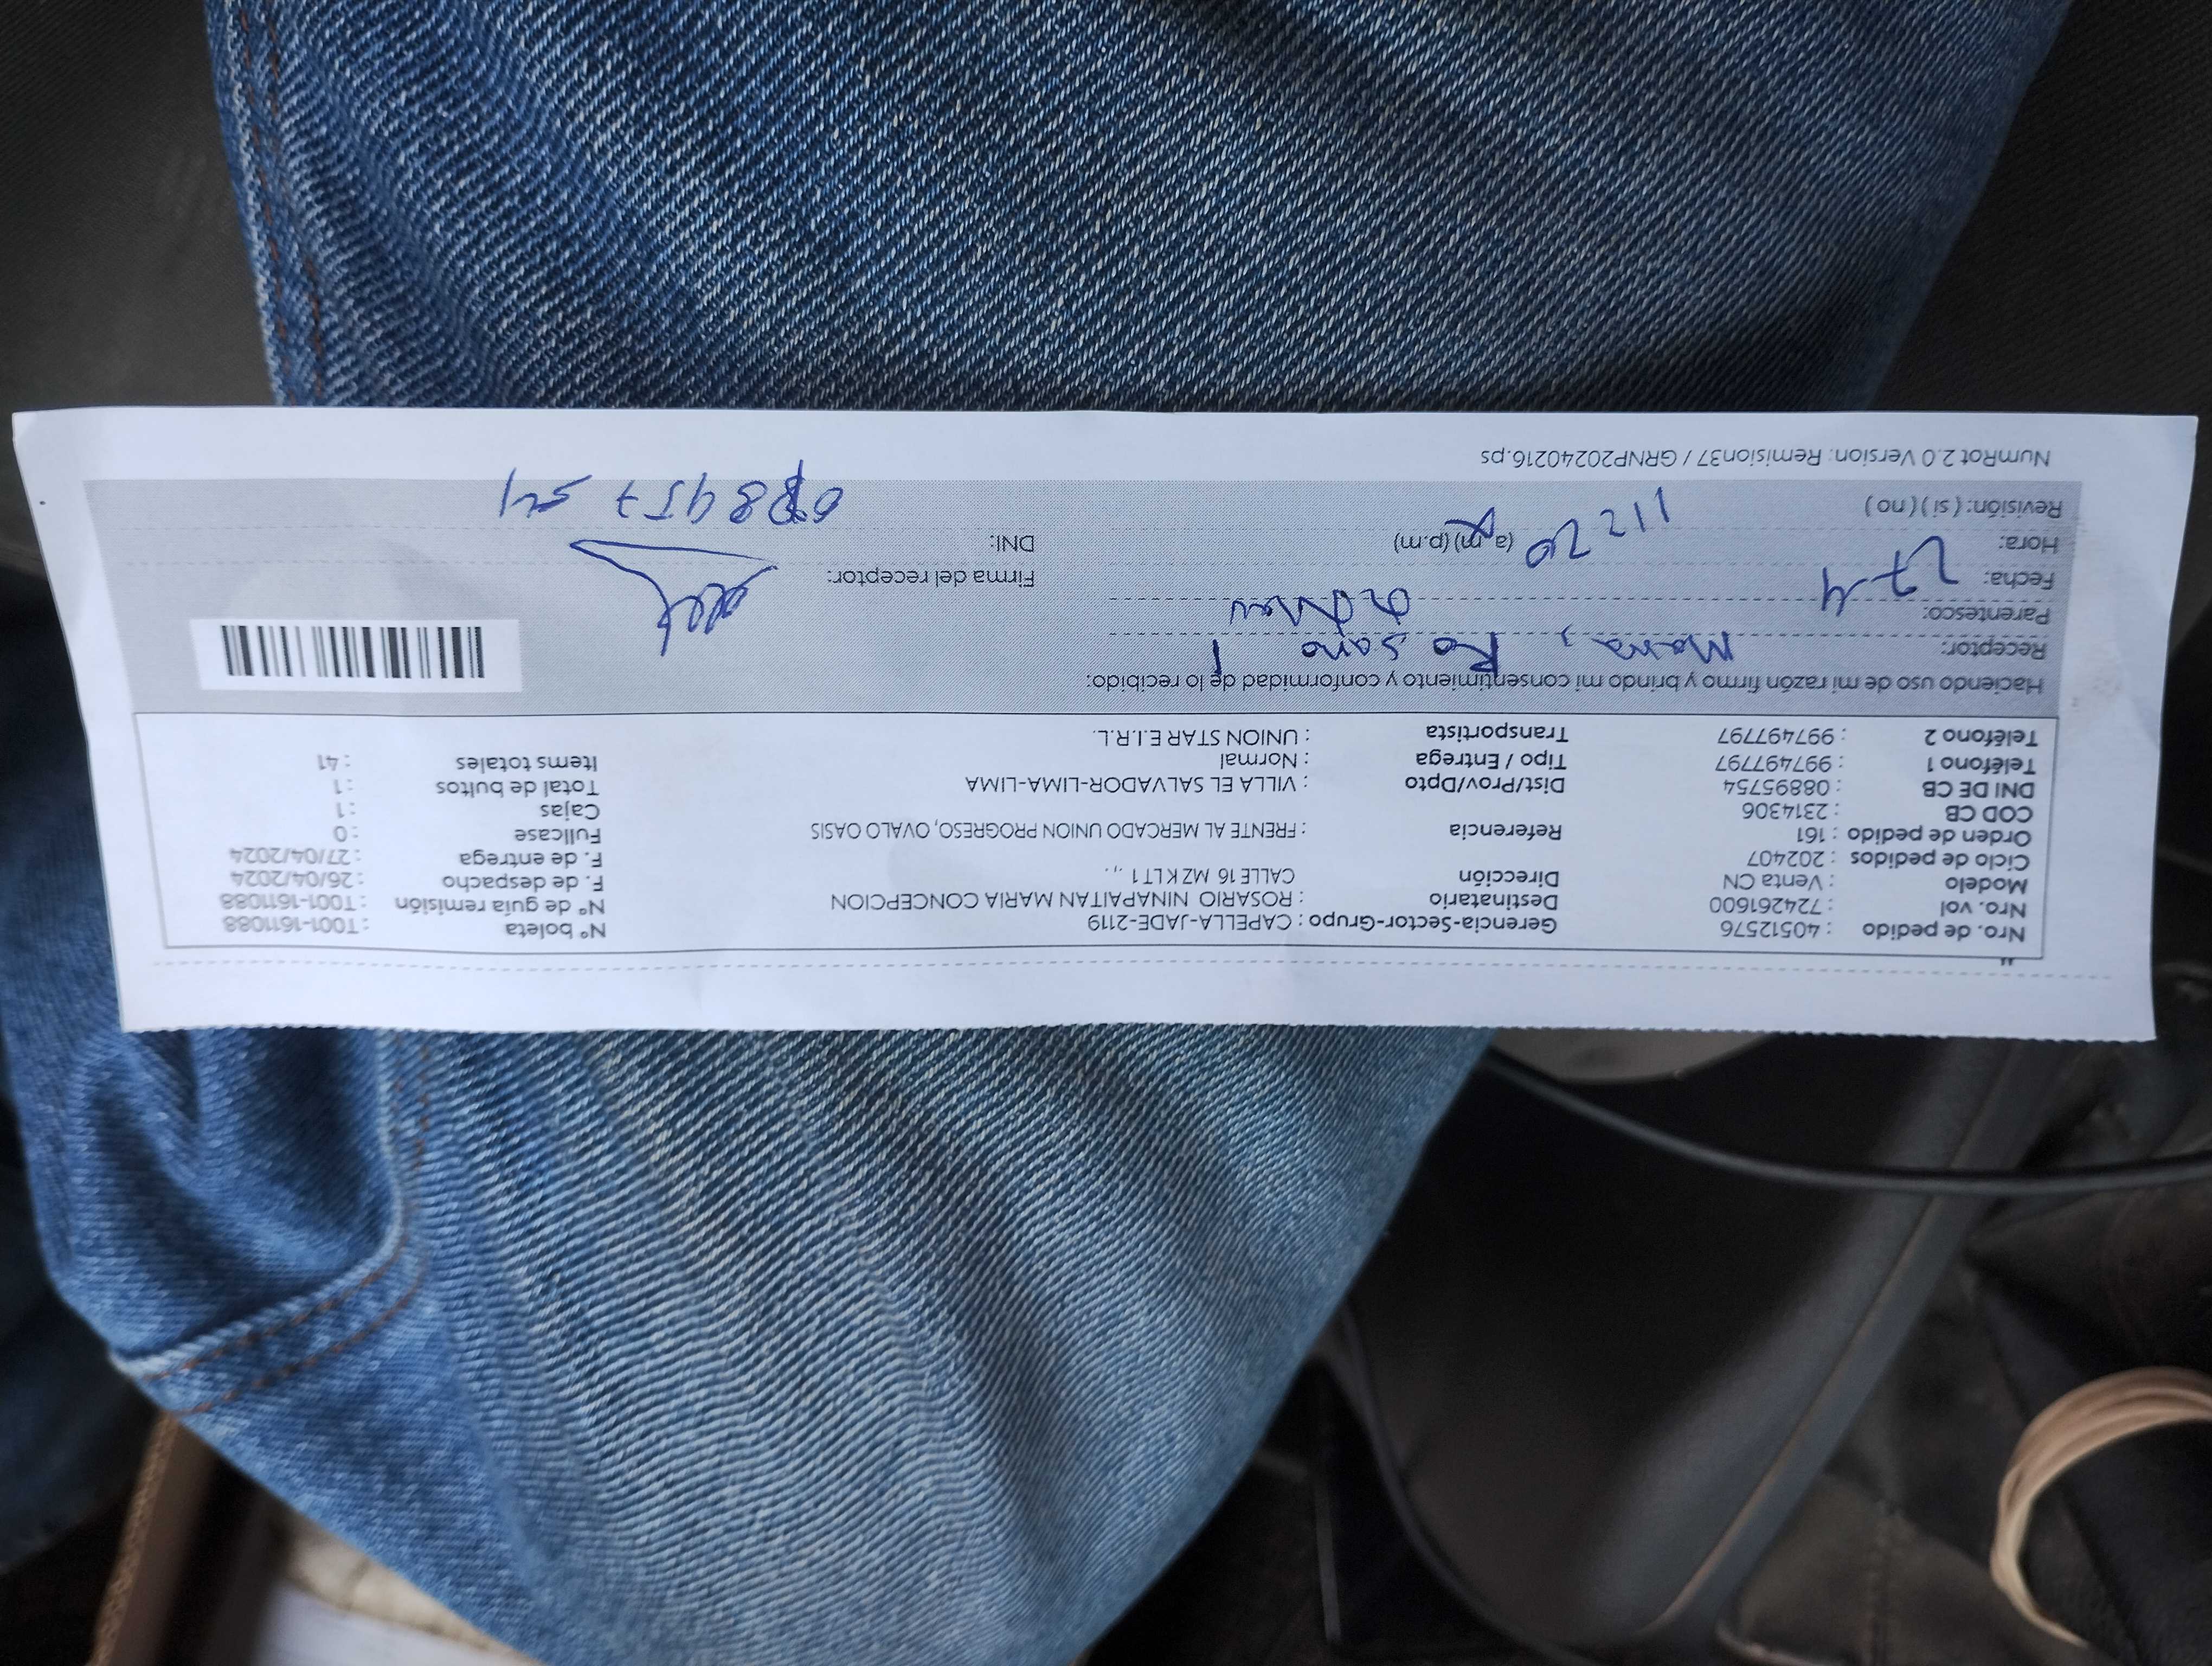 Nro. de pedido : 40512576 Gerencia-Sector-Grupo : CAPELLA-JADE-2119 N° boleta : T001-1611088
Nro. vol : 724261600 Destinatario : ROSARIO NINAPAITAN MARIA CONCEPCION N° de guía remisión : T001-1611088
Modelo : Venta CN Dirección CALLE 16 MZ K LT 1 ., . F. de despacho : 26/04/2024
Ciclo de pedidos : 202407 F. de entrega : 27/04/2024
Orden de pedido : 161 Referencia : FRENTE AL MERCADO UNION PROGRESO, OVALO OASIS Fullcase : 0
COD CB : 2314306 Cajas : 1
DNI DE CB : 08895754 Dist/Prov/Dpto : VILLA EL SALVADOR-LIMA-LIMA Total de bultos : 1
Teléfono 1 : 997497797 Tipo / Entrega : Normal Items totales : 41
Teléfono 2 : 997497797 Transportista : UNION STAR E.I.R.L.
Haciendo uso de mi razón firmo y brindo mi consentimiento y conformidad de lo recibido:
Receptor: Maria, Rosario
Parentesco:
Fecha: 27-4 Firma del receptor:
Hora: 11:20 (a.m) (p.m) DNI:
Revisión: ( si ) ( no )
NumRot 2.0 Version: Remision37 / GRNP20240216.ps